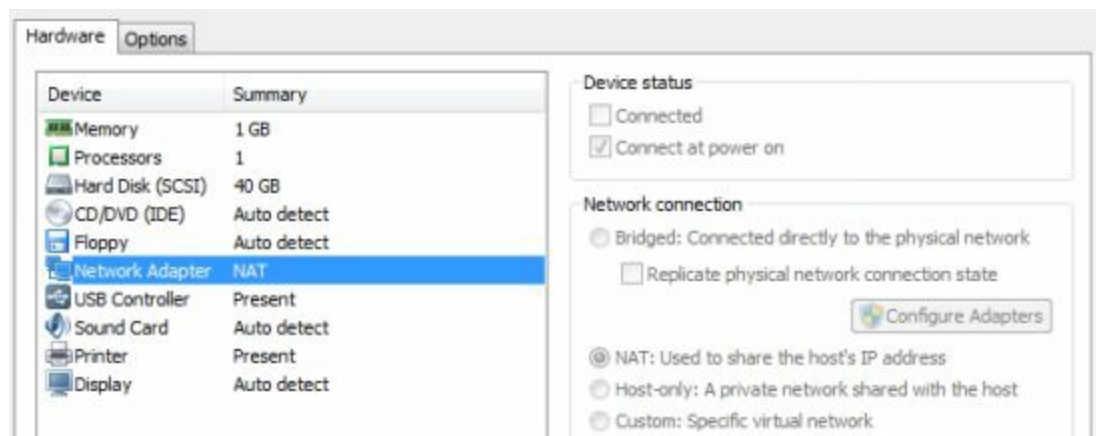 Hardware Options
Device Summary
Memory 1 GB
Processors 1
Hard Disk (SCSI) 40 GB
CD/DVD (IDE) Auto detect
Floppy Auto detect
Network Adapter NAT
USB Controller Present
Sound Card Auto detect
Printer Present
Display Auto detect
Device status
Connected
Connect at power on
Network connection
Bridged: Connected directly to the physical network
Replicate physical network connection state
Configure Adapters
NAT: Used to share the host's IP address
Host-only: A private network shared with the host
Custom: Specific virtual network